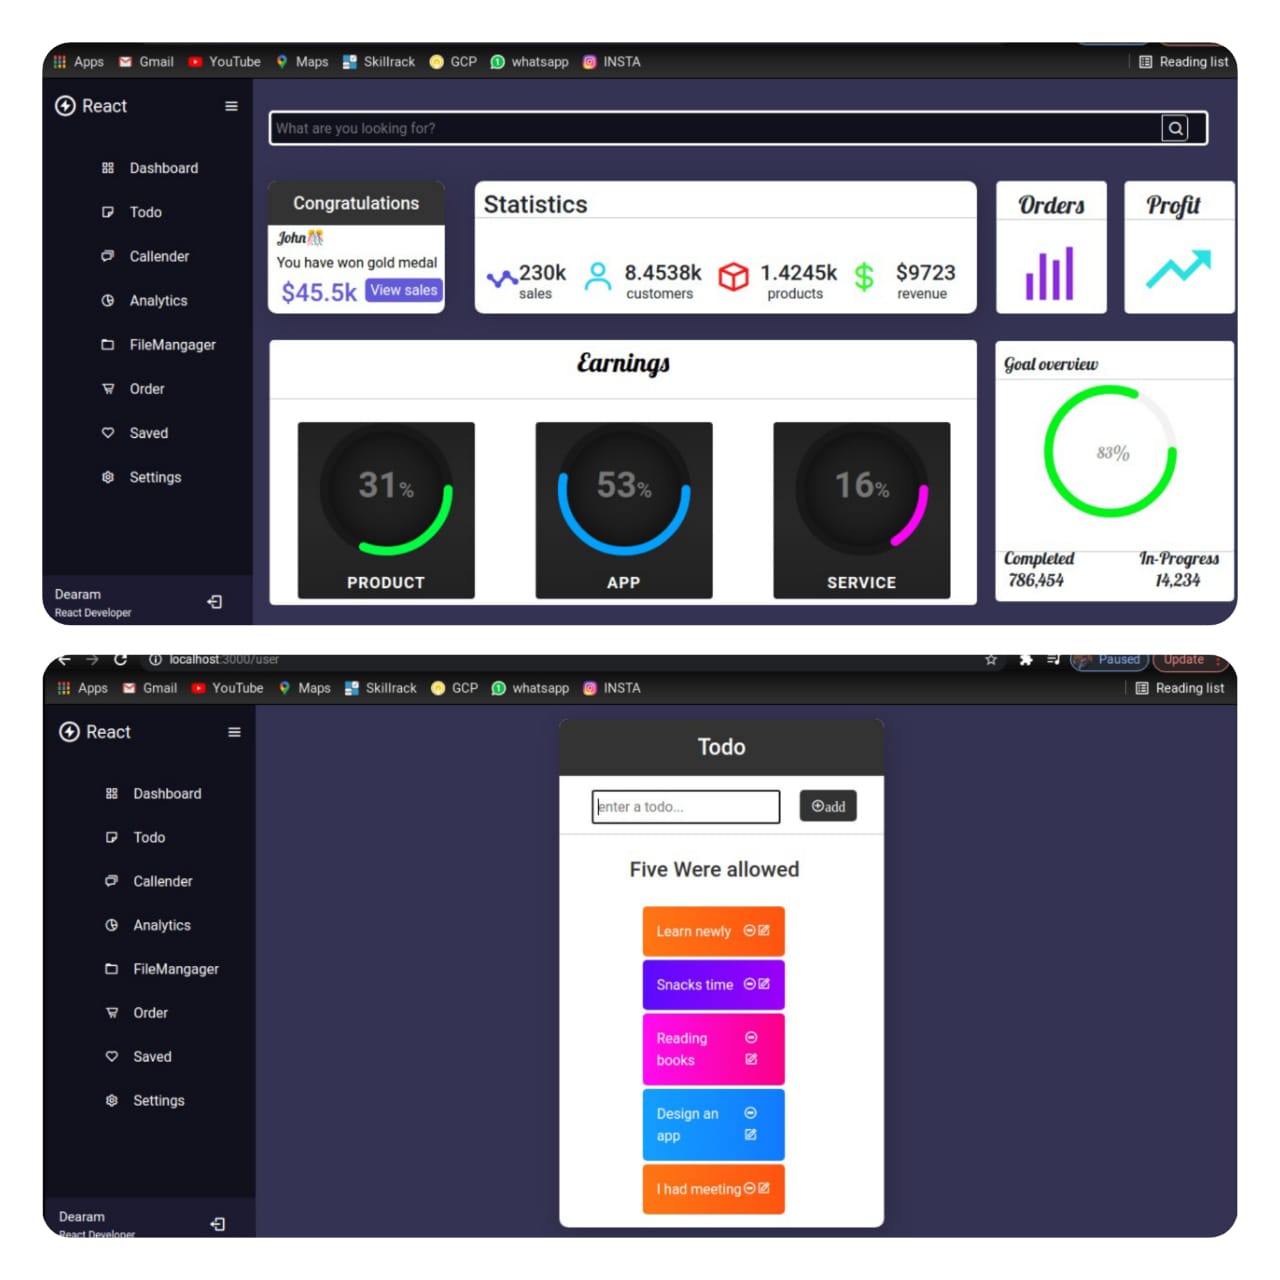 Apps Gmail YouTube Maps Skillrack GCP whatsapp INSTA Reading list
React
Dashboard
Todo
Callender
Analytics
FileMangager
Order
Saved
Settings
Dearam
React Developer
What are you looking for?
Congratulations
John
You have won gold medal
$45.5k View sales
Statistics
230k 8.4538k 1.4245k $9723
sales customers products revenue
Orders
Profit
Earnings
31%
PRODUCT
53%
APP
16%
SERVICE
Goal overview
83%
Completed In-Progress
786,454 14,234
localhost:3000/user Paused Update
Apps Gmail YouTube Maps Skillrack GCP whatsapp INSTA Reading list
React
Dashboard
Todo
Callender
Analytics
FileMangager
Order
Saved
Settings
Dearam
React Developer
Todo
enter a todo... add
Five Were allowed
Learn newly
Snacks time
Reading
books
Design an
app
I had meeting